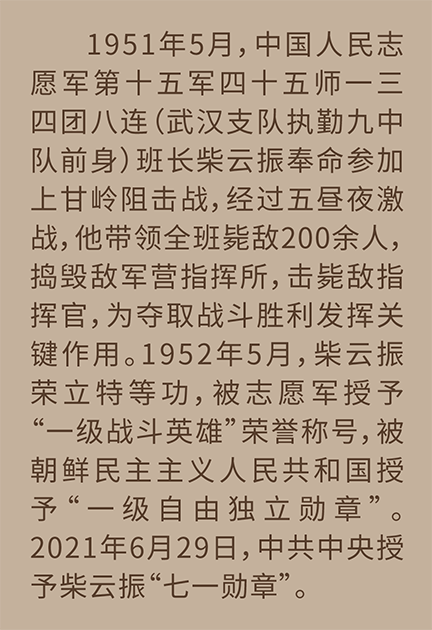 1951年5月，中国人民志
愿军第十五军四十五师一三
四团八连（武汉支队执勤九中
队前身）班长柴云振奉命参加
上甘岭阻击战，经过五昼夜激
战，他带领全班毙敌200余人，
捣毁敌军营指挥所，击毙敌指
挥官，为夺取战斗胜利发挥关
键作用。1952年5月，柴云振
荣立特等功，被志愿军授予
“一级战斗英雄”荣誉称号，被
朝鲜民主主义人民共和国授
予“一级自由独立勋章”。
2021年6月29日，中共中央授
予柴云振“七一勋章”。